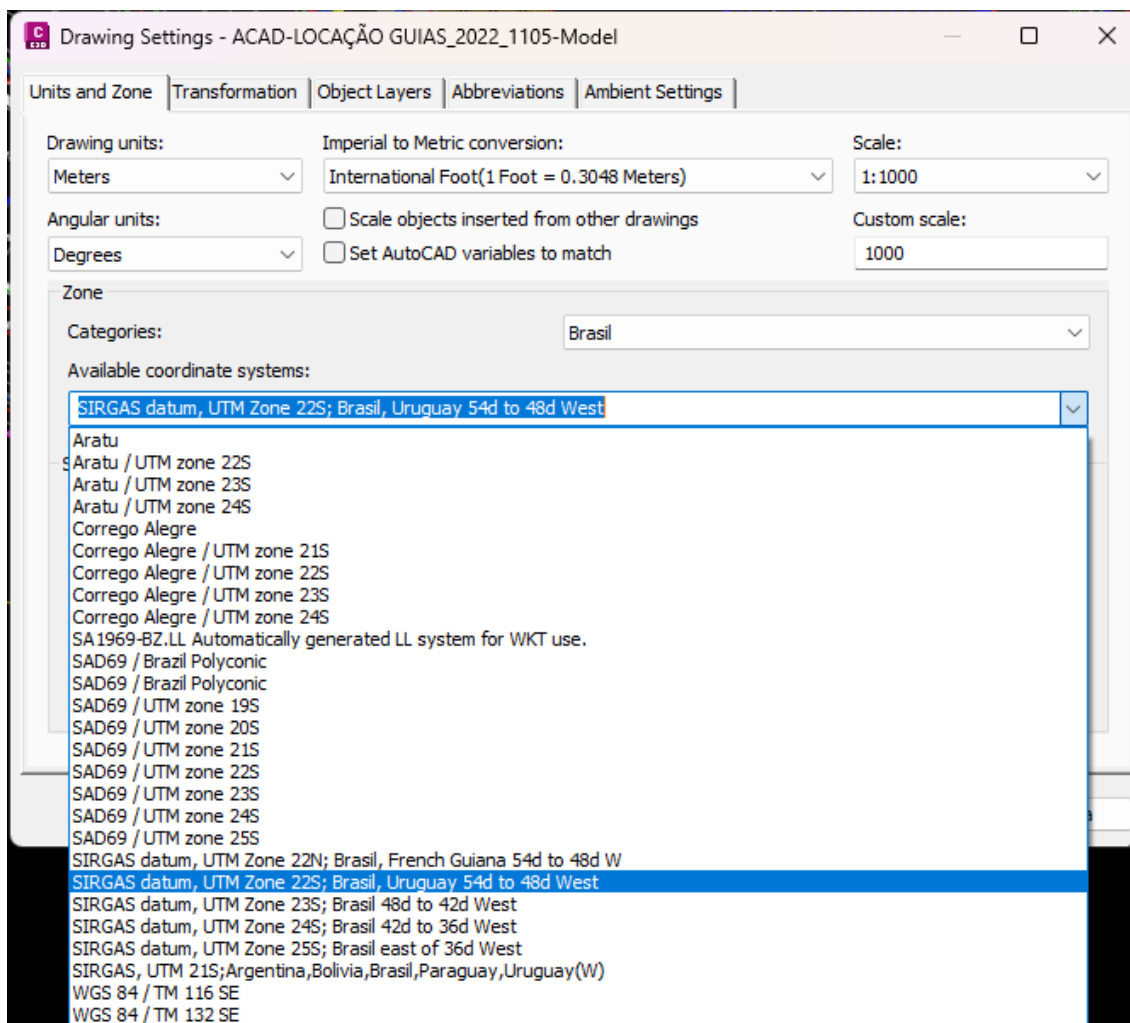 C
C3D
Drawing Settings - ACAD-LOCAÇÃO GUIAS_2022_1105-Model
Units and Zone Transformation Object Layers Abbreviations Ambient Settings
Drawing units: Imperial to Metric conversion: Scale:
Meters International Foot(1 Foot = 0.3048 Meters) 1:1000
Angular units: Scale objects inserted from other drawings Custom scale:
Degrees Set AutoCAD variables to match 1000
Zone
Categories: Brasil
Available coordinate systems:
SIRGAS datum, UTM Zone 22S; Brasil, Uruguay 54d to 48d West
Aratu
Aratu / UTM zone 22S
Aratu / UTM zone 23S
Aratu / UTM zone 24S
Corrego Alegre
Corrego Alegre / UTM zone 21S
Corrego Alegre / UTM zone 22S
Corrego Alegre / UTM zone 23S
Corrego Alegre / UTM zone 24S
SA1969-BZ.LL Automatically generated LL system for WKT use.
SAD69 / Brazil Polyconic
SAD69 / Brazil Polyconic
SAD69 / UTM zone 19S
SAD69 / UTM zone 20S
SAD69 / UTM zone 21S
SAD69 / UTM zone 22S
SAD69 / UTM zone 23S
SAD69 / UTM zone 24S
SAD69 / UTM zone 25S
SIRGAS datum, UTM Zone 22N; Brasil, French Guiana 54d to 48d W
SIRGAS datum, UTM Zone 22S; Brasil, Uruguay 54d to 48d West
SIRGAS datum, UTM Zone 23S; Brasil 48d to 42d West
SIRGAS datum, UTM Zone 24S; Brasil 42d to 36d West
SIRGAS datum, UTM Zone 25S; Brasil east of 36d West
SIRGAS, UTM 21S;Argentina,Bolivia,Brasil,Paraguay,Uruguay(W)
WGS 84 / TM 116 SE
WGS 84 / TM 132 SE